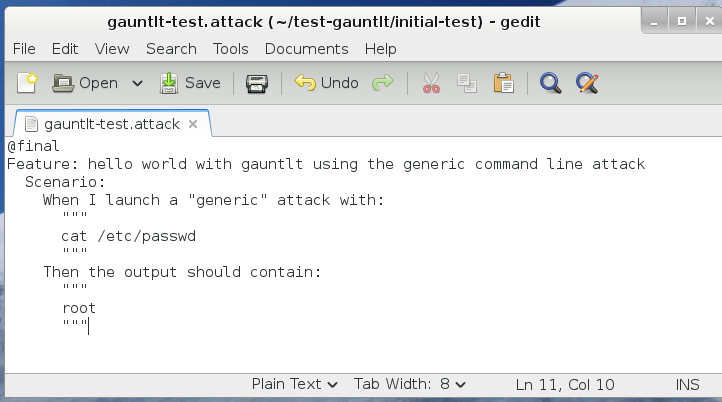 gauntlt-test.attack (~/test-gauntlt/initial-test) - gedit
File Edit View Search Tools Documents Help
Open Save Undo
gauntlt-test.attack ×
@final
Feature: hello world with gauntlt using the generic command line attack
  Scenario:
    When I launch a "generic" attack with:
      """
      cat /etc/passwd
      """
    Then the output should contain:
      """
      root
      """
Plain Text Tab Width: 8 Ln 11, Col 10 INS